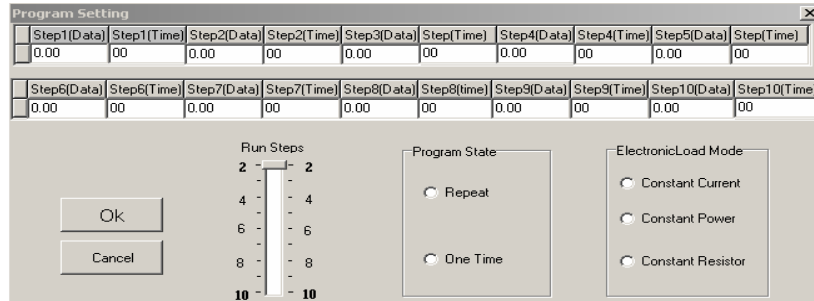 Program Setting
Step1(Data) Step1(Time) Step2(Data) Step2(Time) Step3(Data) Step(Time) Step4(Data) Step4(Time) Step5(Data) Step(Time)
0.00 00 0.00 00 0.00 00 0.00 00 0.00 00
Step6(Data) Step6(Time) Step7(Data) Step7(Time) Step8(Data) Step8(time) Step9(Data) Step9(Time) Step10(Data) Step10(Time
0.00 00 0.00 00 0.00 00 0.00 00 0.00 00
Run Steps
2 2
4 4
6 6
8 8
10 10
Ok
Cancel
Program State
Repeat
One Time
ElectronicLoad Mode
Constant Current
Constant Power
Constant Resistor